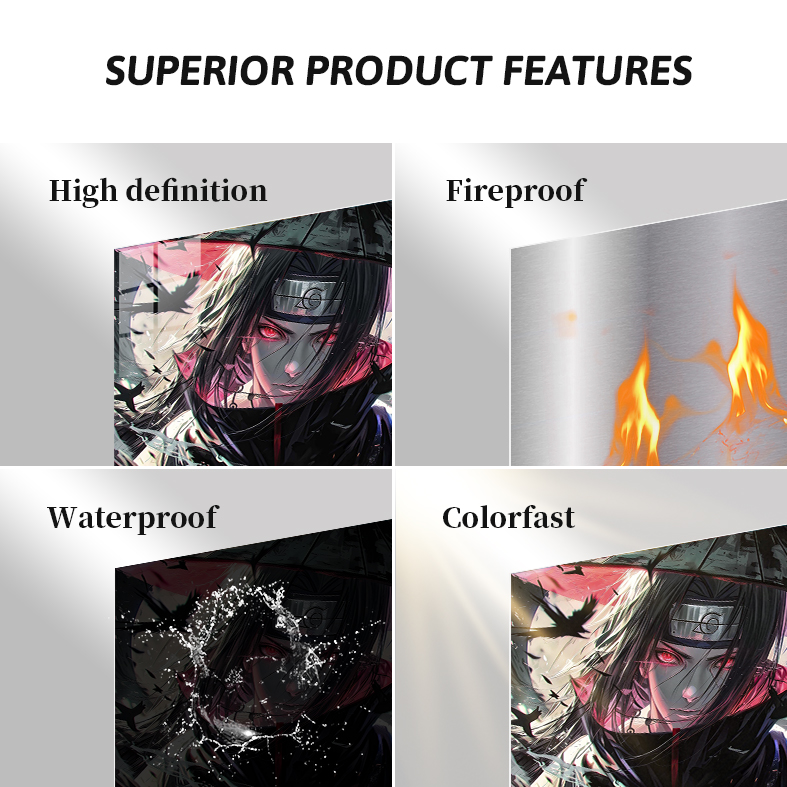 SUPERIOR PRODUCT FEATURES
High definition
Fireproof
Waterproof
Colorfast